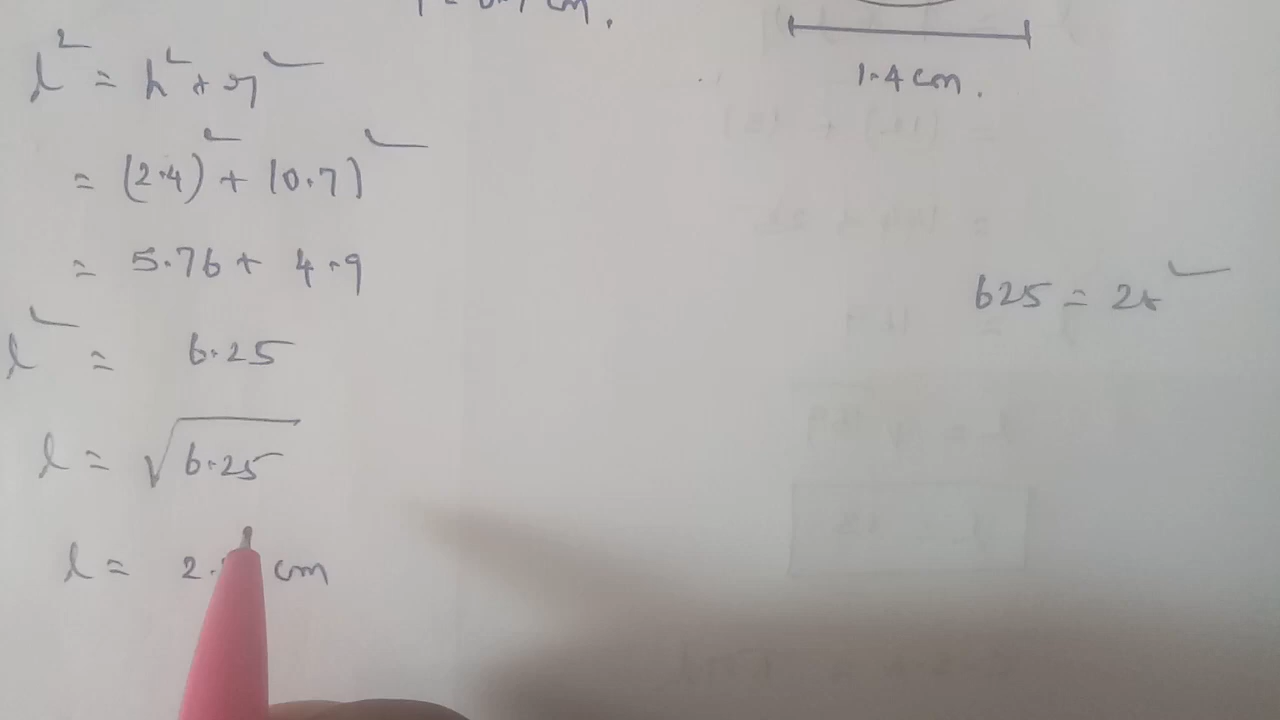 1.4 cm.
l² = h² + r²
= (2.4)² + (0.7)²
= 5.76 + 4.9
625 = 25²
l² = 6.25
l = √6.25
l = 2. cm